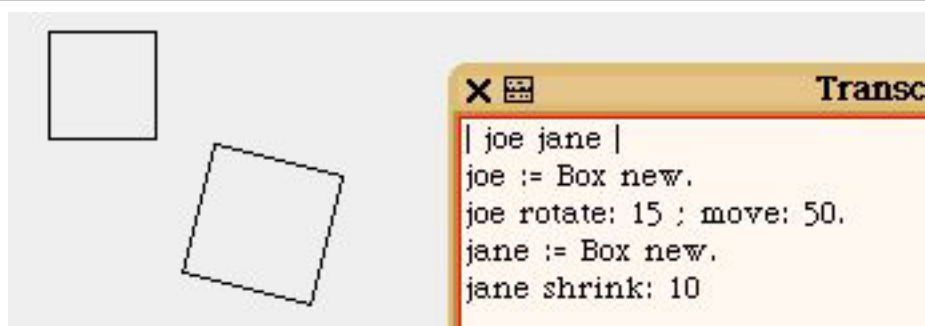 Transc
| joe jane |
joe := Box new.
joe rotate: 15 ; move: 50.
jane := Box new.
jane shrink: 10